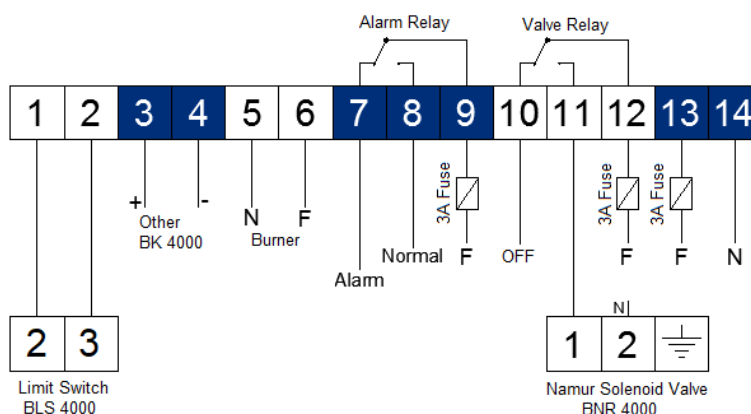 Alarm Relay
Valve Relay
1 2 3 4 5 6 7 8 9 10 11 12 13 14
3A Fuse
3A Fuse
3A Fuse
+ -
Other
BK 4000
N F
Burner
Alarm
Normal
F
OFF
F
F
N
N
2 3
1 2
Limit Switch
BLS 4000
Namur Solenoid Valve
BNR 4000